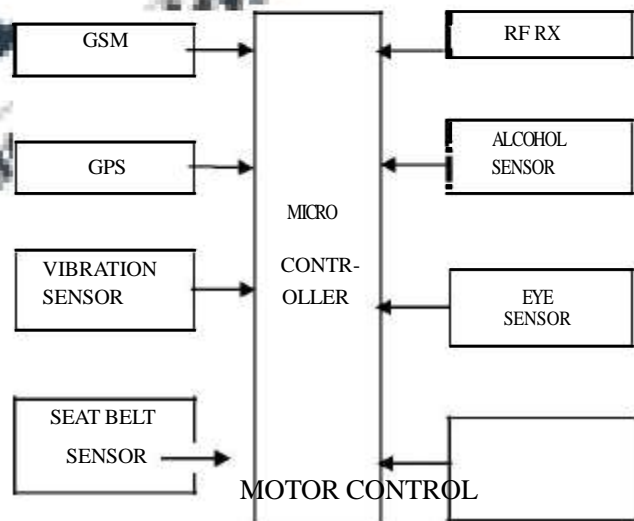 GSM
RF RX
ALCOHOL
SENSOR
GPS
MICRO
CONTR-
OLLER
VIBRATION
SENSOR
EYE
SENSOR
SEAT BELT
SENSOR
MOTOR CONTROL